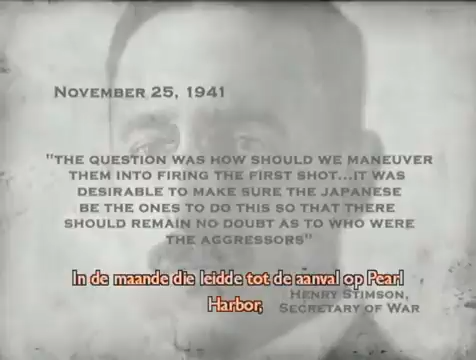 NOVEMBER 25, 1941
"THE QUESTION WAS HOW SHOULD WE MANEUVER
THEM INTO FIRING THE FIRST SHOT...IT WAS
DESIRABLE TO MAKE SURE THE JAPANESE
BE THE ONES TO DO THIS SO THAT THERE
SHOULD REMAIN NO DOUBT AS TO WHO WERE
THE AGGRESSORS"
In de maande die leidde tot de aanval op Pearl
Harbor,
HENRY STIMSON,
SECRETARY OF WAR